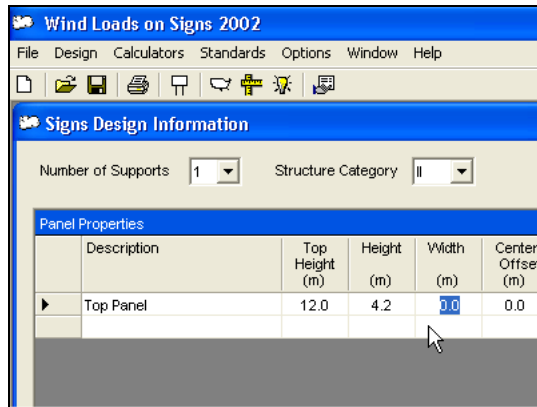 Wind Loads on Signs 2002
File Design Calculators Standards Options Window Help
Signs Design Information
Number of Supports 1 Structure Category II
Panel Properties
Description Top Height (m) Height (m) Width (m) Center Offse (m)
Top Panel 12.0 4.2 0.0 0.0